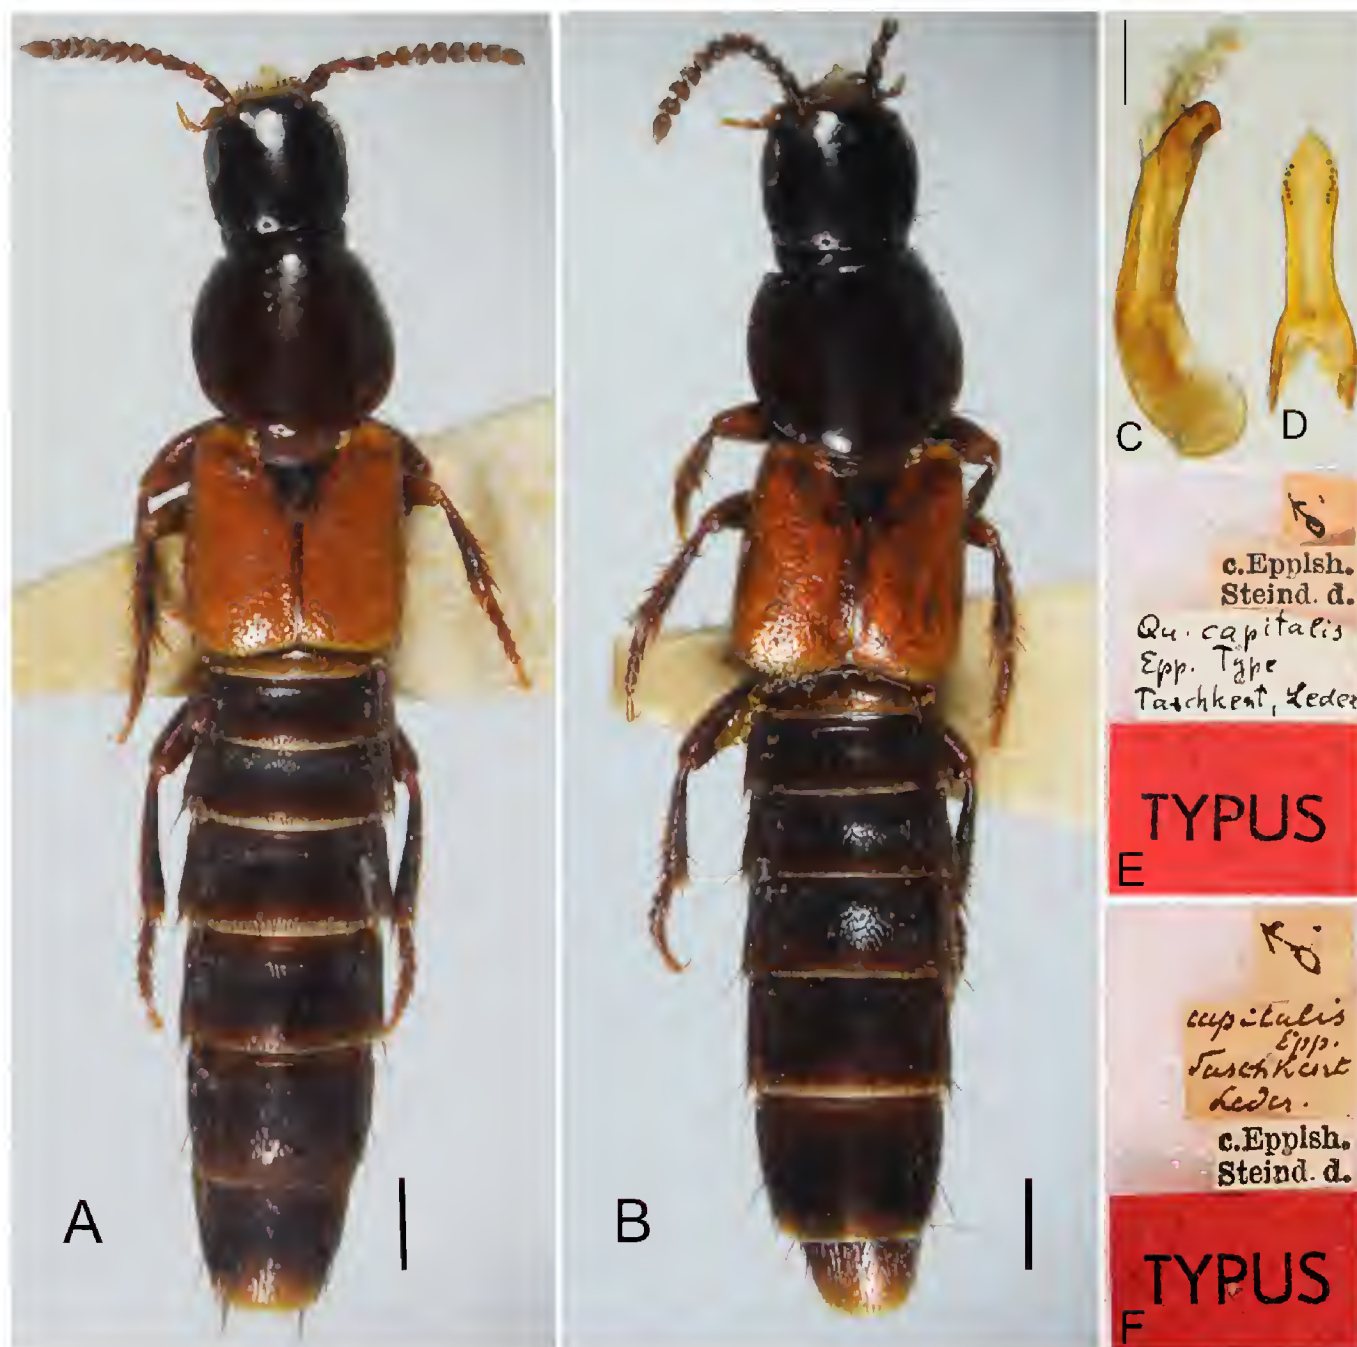 A
B
C
D
c.Epplsh.
Steind. d.
Qu. capitalis
Epp. Type
Taschkent, Leder
TYPUS
E
capitalis
Epp.
Taschkent
Leder.
c.Epplsh.
Steind. d.
TYPUS
F